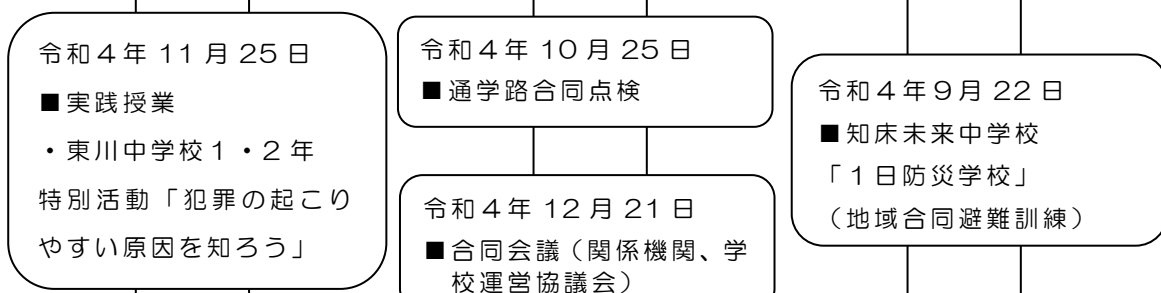 令和４年 11 月 25 日
■実践授業
・東川中学校１・２年
特別活動「犯罪の起こり
やすい原因を知ろう」
令和４年 10 月 25 日
■通学路合同点検
令和４年 12 月 21 日
■合同会議（関係機関、学
校運営協議会）
令和４年９月 22 日
■知床未来中学校
「１日防災学校」
（地域合同避難訓練）